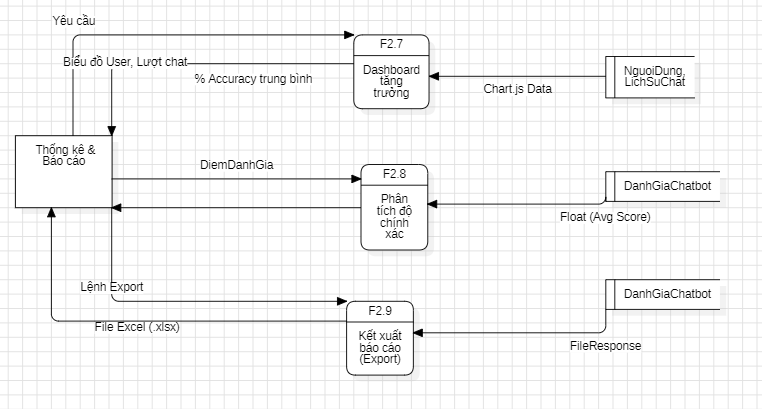 Yêu cầu
F2.7
Biểu đồ User, Lượt chat
Dashboard
tăng
trưởng
% Accuracy trung bình
NguoiDung,
LichSuChat
Chart.js Data
Thống kê &
Báo cáo
DiemDanhGia
F2.8
Phân
tích độ
chính
xác
DanhGiaChatbot
Float (Avg Score)
Lệnh Export
F2.9
Kết xuất
báo cáo
(Export)
DanhGiaChatbot
File Excel (.xlsx)
FileResponse